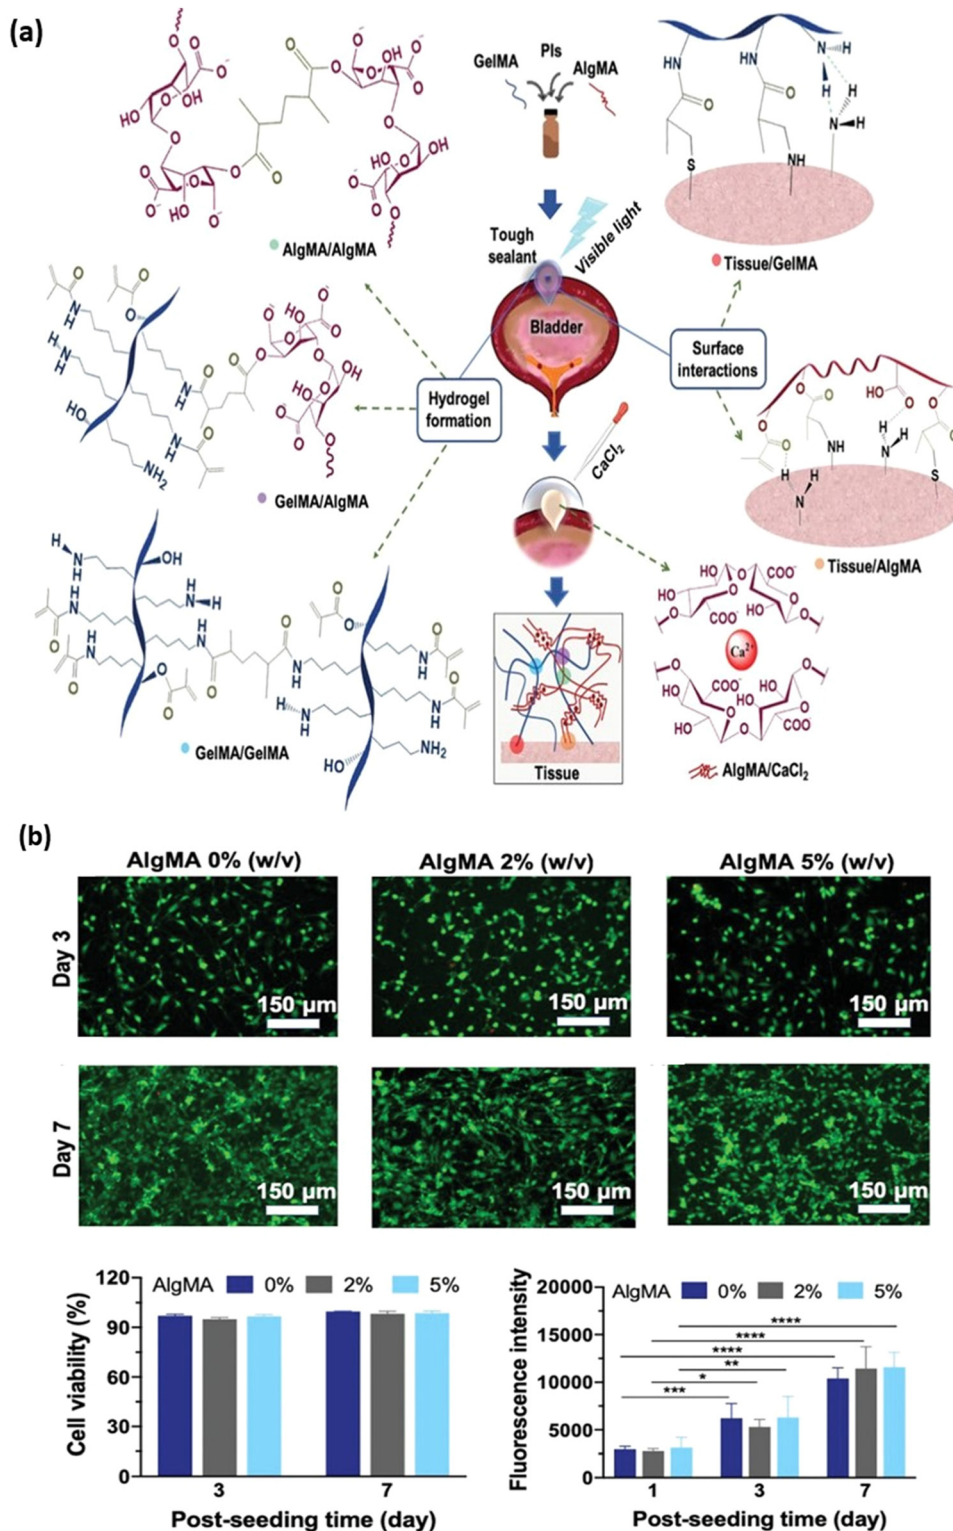 (a)
GelMA
PIs
AlgMA
Tough
sealant
Visible light
Bladder
AlgMA/AlgMA
Tissue/GelMA
Hydrogel
formation
Surface
interactions
GelMA/AlgMA
CaCl₂
Tissue/AlgMA
GelMA/GelMA
Ca²⁺
Tissue
AlgMA/CaCl₂
(b)
AlgMA 0% (w/v)
AlgMA 2% (w/v)
AlgMA 5% (w/v)
Day 3
150 µm
150 µm
150 µm
Day 7
150 µm
150 µm
150 µm
Cell viability (%)
AlgMA 0% 2% 5%
120
90
60
30
0
3 7
Post-seeding time (day)
Fluorescence intensity
AlgMA 0% 2% 5%
20000
15000
10000
5000
0
****
****
****
**
*
***
1 3 7
Post-seeding time (day)